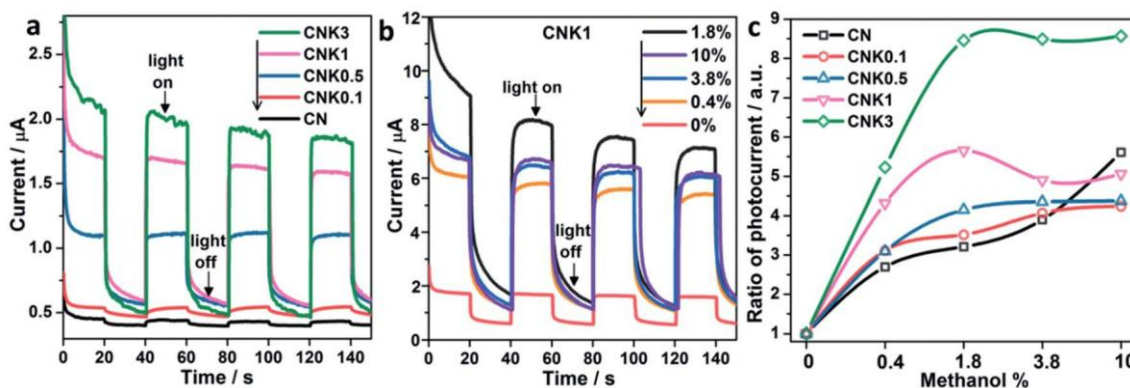 a
CNK3
CNK1
CNK0.5
CNK0.1
CN
light
on
light
off
2.5
2.0
1.5
1.0
0.5
Current / μA
0 20 40 60 80 100 120 140
Time / s
b
CNK1
1.8%
10%
3.8%
0.4%
0%
light on
light
off
12
10
8
6
4
2
0
Current / μA
0 20 40 60 80 100 120 140
Time / s
c
CN
CNK0.1
CNK0.5
CNK1
CNK3
9
8
7
6
5
4
3
2
1
Ratio of photocurrent / a.u.
0 0.4 1.8 3.8 10
Methanol %